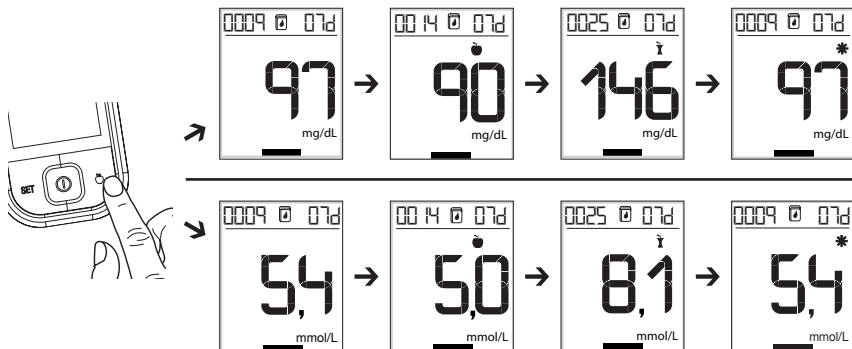 0009 07d
97
mg/dL
0014 07d
90
mg/dL
0025 07d
146
mg/dL
0009 07d
97
mg/dL
SET
0009 07d
5,4
mmol/L
0014 07d
5,0
mmol/L
0025 07d
8,1
mmol/L
0009 07d
5,4
mmol/L